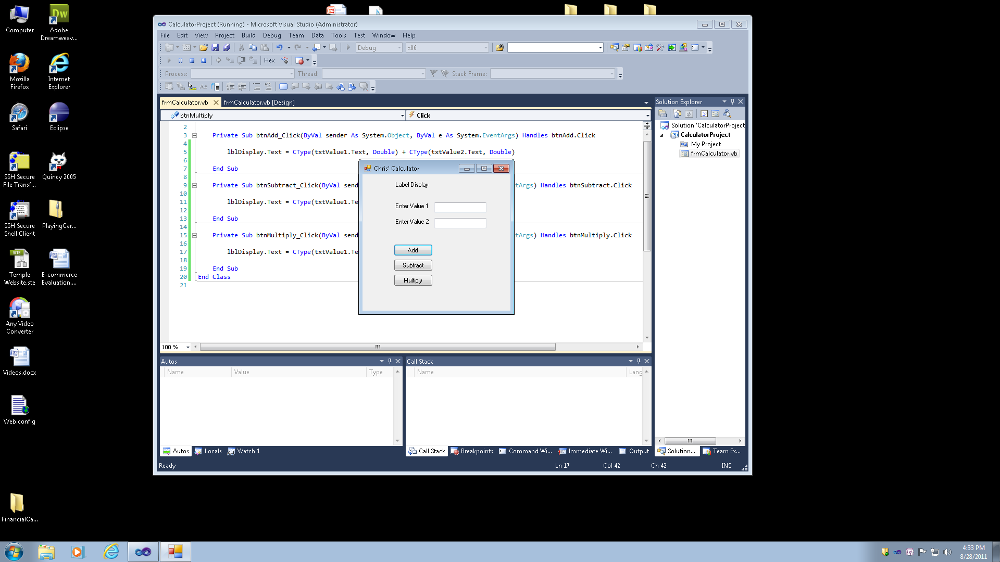 Computer
Adobe
Dreamweav...
Mozilla
Firefox
Internet
Explorer
Safari
Eclipse
SSH Secure
File Transf...
Quincy 2005
SSH Secure
Shell Client
PlayingCar...
Temple
Website.ste
E-commerce
Evaluation....
Any Video
Converter
Videos.docx
Web.config
FinancialCa...
CalculatorProject (Running) - Microsoft Visual Studio (Administrator)
File Edit View Project Build Debug Team Data Tools Test Window Help
Debug x86
Hex
Process: Thread: Stack Frame:
frmCalculator.vb frmCalculator.vb [Design]
btnMultiply Click
2
3 Private Sub btnAdd_Click(ByVal sender As System.Object, ByVal e As System.EventArgs) Handles btnAdd.Click
4
5 lblDisplay.Text = CType(txtValue1.Text, Double) + CType(txtValue2.Text, Double)
6
7 End Sub
8
9 Private Sub btnSubtract_Click(ByVal send tArgs) Handles btnSubtract.Click
10
11 lblDisplay.Text = CType(txtValue1.Te
12
13 End Sub
14
15 Private Sub btnMultiply_Click(ByVal send tArgs) Handles btnMultiply.Click
16
17 lblDisplay.Text = CType(txtValue1.Te
18
19 End Sub
20 End Class
21
100 %
Chris' Calculator
Label Display
Enter Value 1
Enter Value 2
Add
Subtract
Multiply
Solution Explorer
Solution 'CalculatorProject
CalculatorProject
My Project
frmCalculator.vb
Autos
Name Value Type
Call Stack
Name Lang
Autos Locals Watch 1
Call Stack Breakpoints Command Wi... Immediate Wi... Output
Solution... Team Ex...
Ready Ln 17 Col 42 Ch 42 INS
4:33 PM
8/28/2011